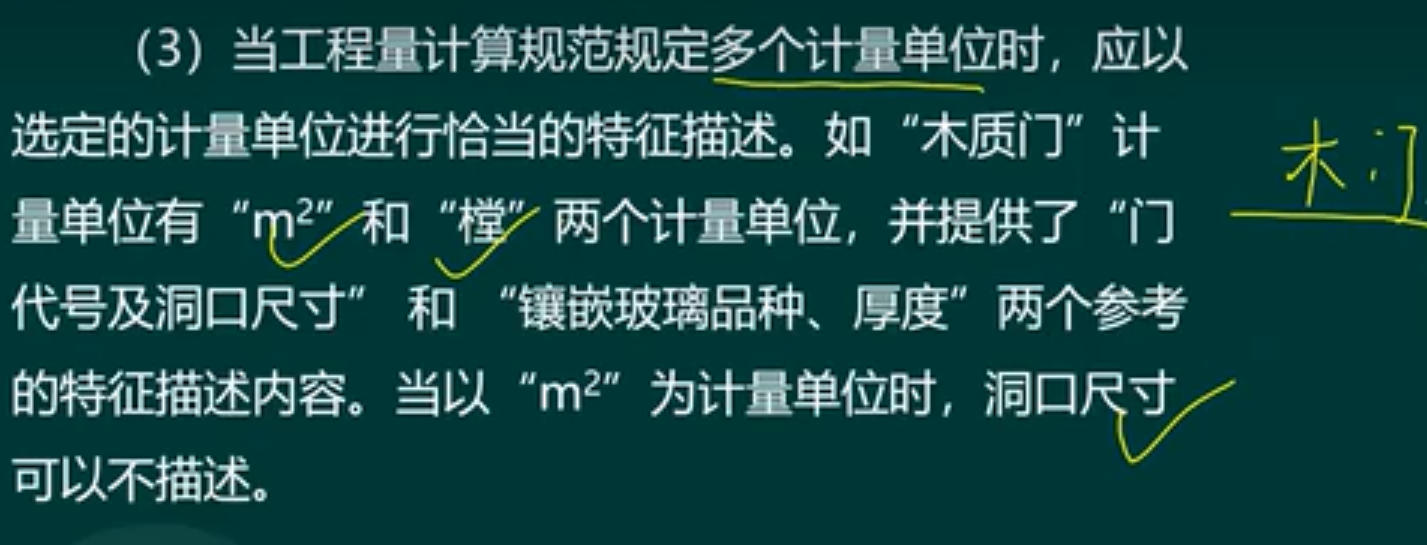 （3）当工程量计算规范规定多个计量单位时，应以
选定的计量单位进行恰当的特征描述。如“木质门”计
量单位有“m²”和“樘”两个计量单位，并提供了“门
代号及洞口尺寸” 和 “镶嵌玻璃品种、厚度”两个参考
的特征描述内容。当以“m²”为计量单位时，洞口尺寸
可以不描述。
木门